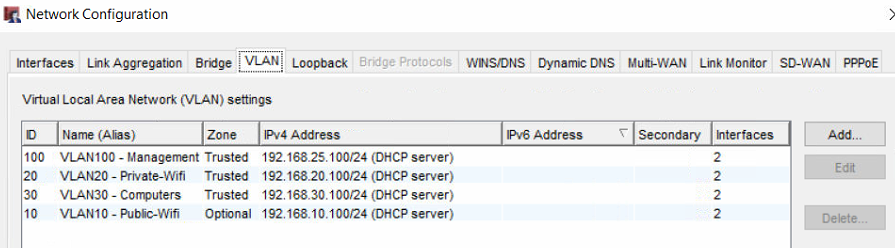 Network Configuration
Interfaces Link Aggregation Bridge VLAN Loopback Bridge Protocols WINS/DNS Dynamic DNS Multi-WAN Link Monitor SD-WAN PPPoE
Virtual Local Area Network (VLAN) settings
ID Name (Alias) Zone IPv4 Address IPv6 Address Secondary Interfaces Add...
100 VLAN100 - Management Trusted 192.168.25.100/24 (DHCP server) 2
20 VLAN20 - Private-Wifi Trusted 192.168.20.100/24 (DHCP server) 2 Edit
30 VLAN30 - Computers Trusted 192.168.30.100/24 (DHCP server) 2
10 VLAN10 - Public-Wifi Optional 192.168.10.100/24 (DHCP server) 2 Delete...